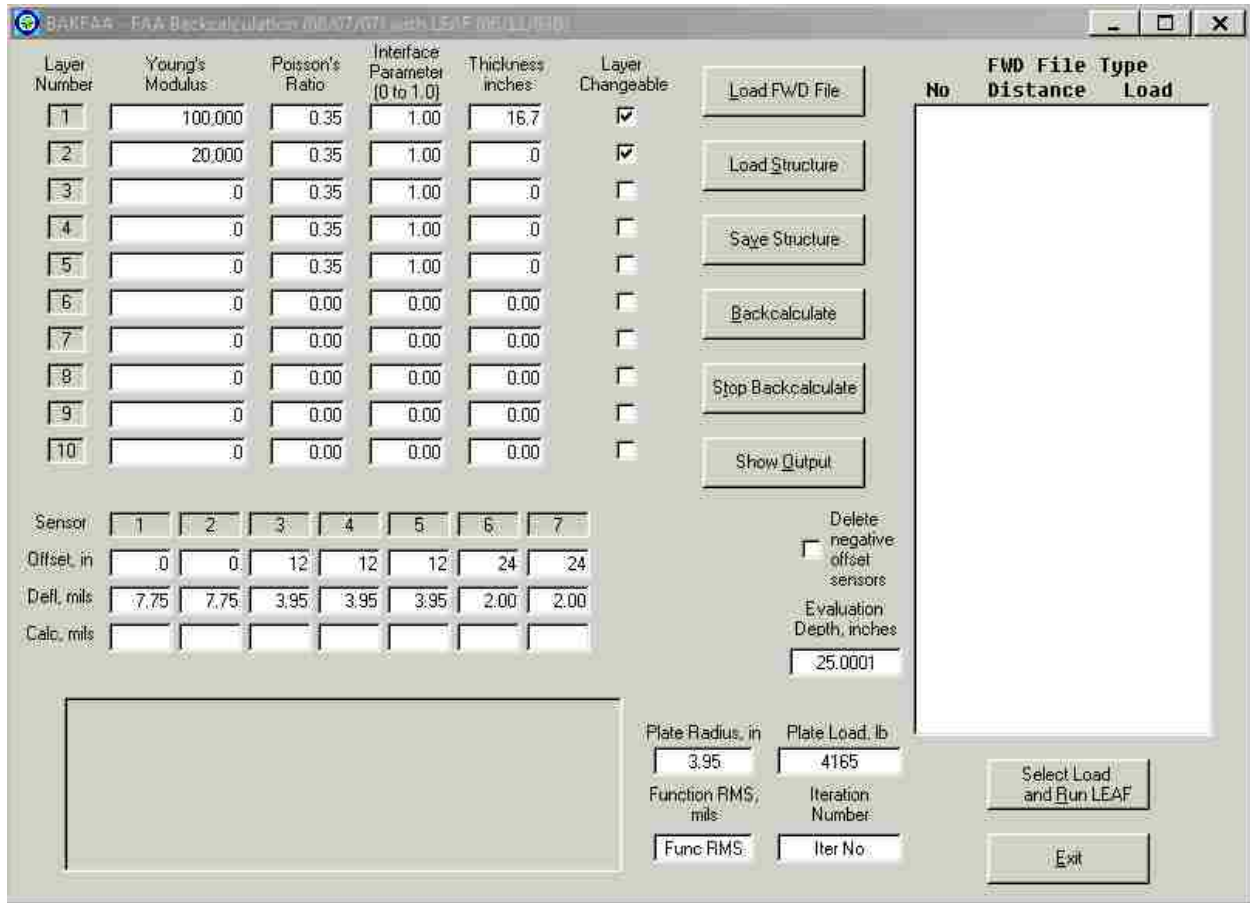 BAKFAA - FAA Backcalculation with LEAF
Layer Number Young's Modulus Poisson's Ratio Interface Parameter (0 to 1.0) Thickness inches Layer Changeable
1 100,000 0.35 1.00 16.7
2 20,000 0.35 1.00 .0
3 .0 0.35 1.00 .0
4 .0 0.35 1.00 .0
5 .0 0.35 1.00 .0
6 .0 0.00 0.00 0.00
7 .0 0.00 0.00 0.00
8 .0 0.00 0.00 0.00
9 .0 0.00 0.00 0.00
10 .0 0.00 0.00 0.00
Load FWD File
Load Structure
Save Structure
Backcalculate
Stop Backcalculate
Show Output
FWD File Type
No Distance Load
Sensor 1 2 3 4 5 6 7
Offset, in .0 0. 12 12 12 24 24
Defl, mils 7.75 7.75 3.95 3.95 3.95 2.00 2.00
Calc, mils
Delete
negative
offset
sensors
Evaluation
Depth, inches
25.0001
Plate Radius, in Plate Load, lb
3.95 4165
Function RMS, mils Iteration Number
Func RMS Iter No
Select Load
and Run LEAF
Exit